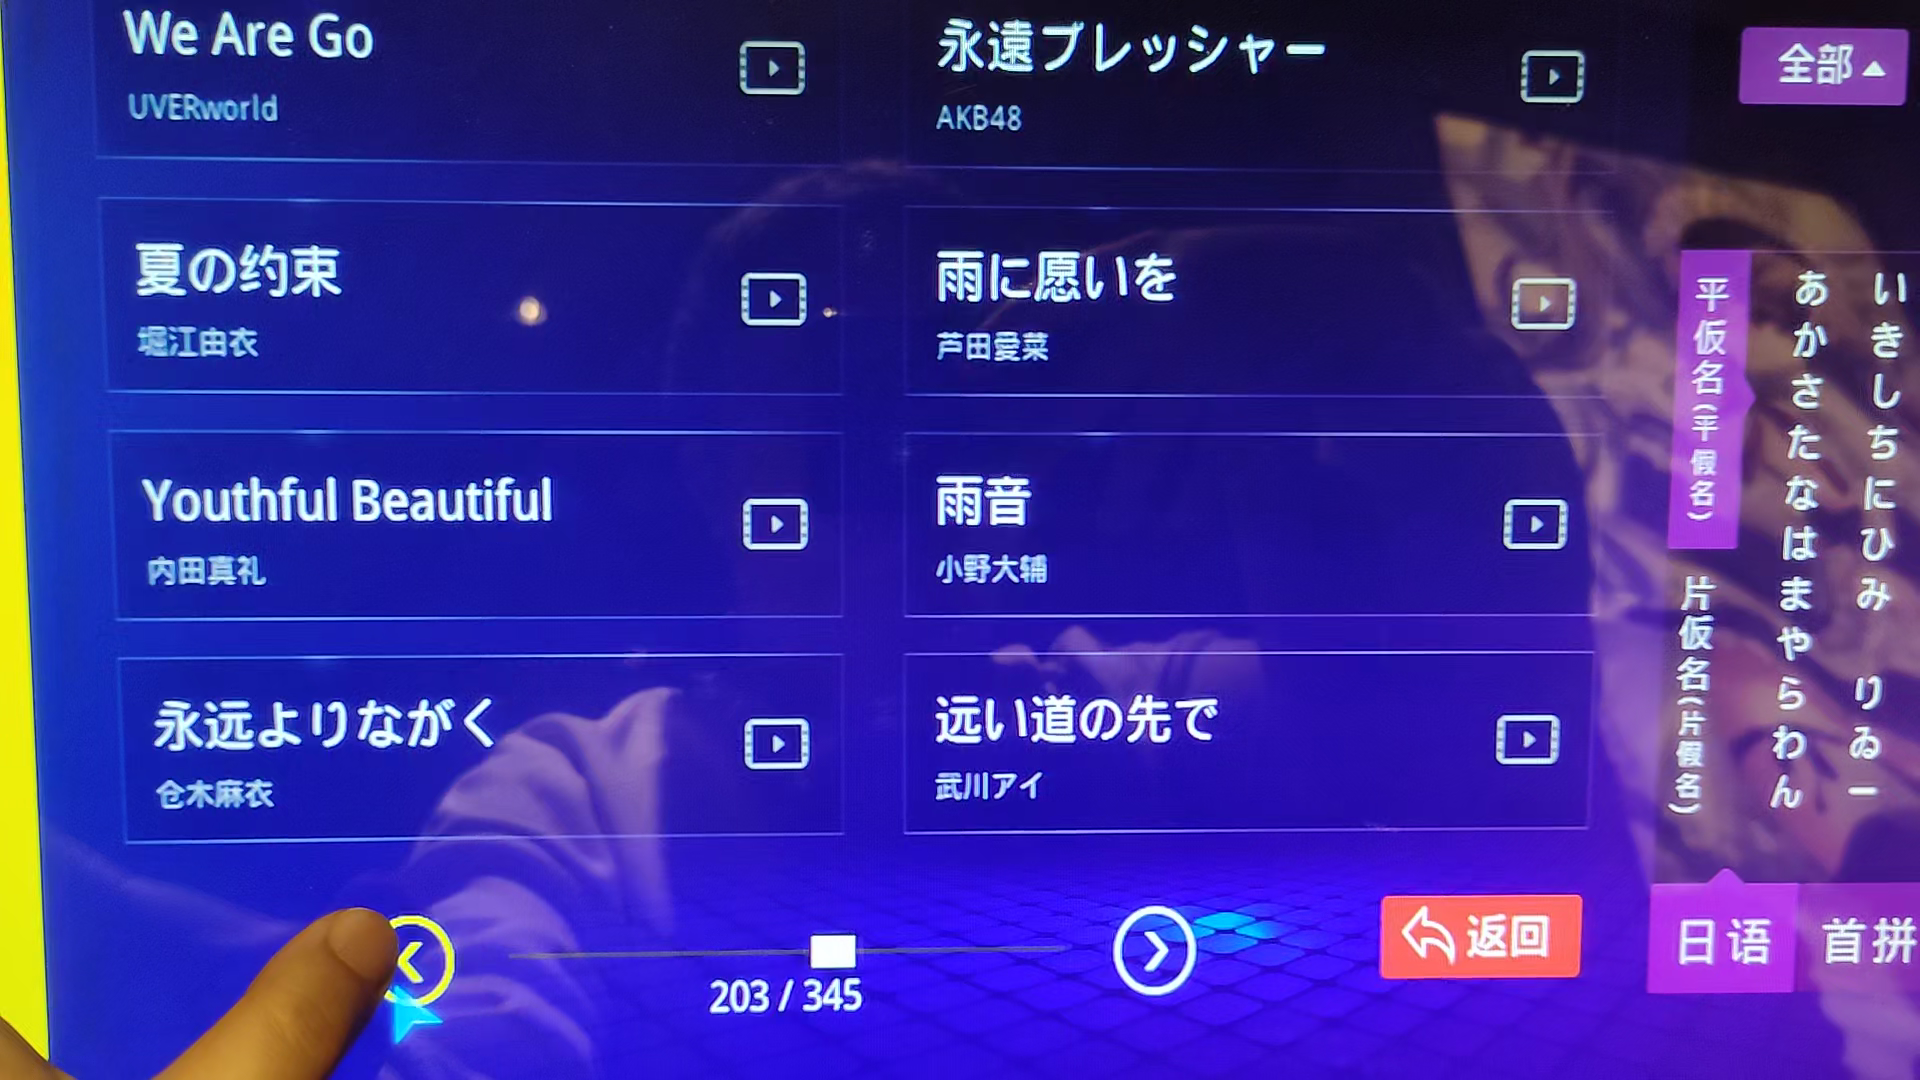 We Are Go
UVERworld
永遠プレッシャー
AKB48
全部
夏の约束
堀江由衣
雨に愿いを
芦田愛菜
Youthful Beautiful
内田真礼
雨音
小野大辅
永远よりながく
仓木麻衣
远い道の先で
武川アイ
平仮名(平假名)
片仮名(片假名)
あかさたなはまやらわん
いきしちにひみ りゐー
203 / 345
返回
日语
首拼